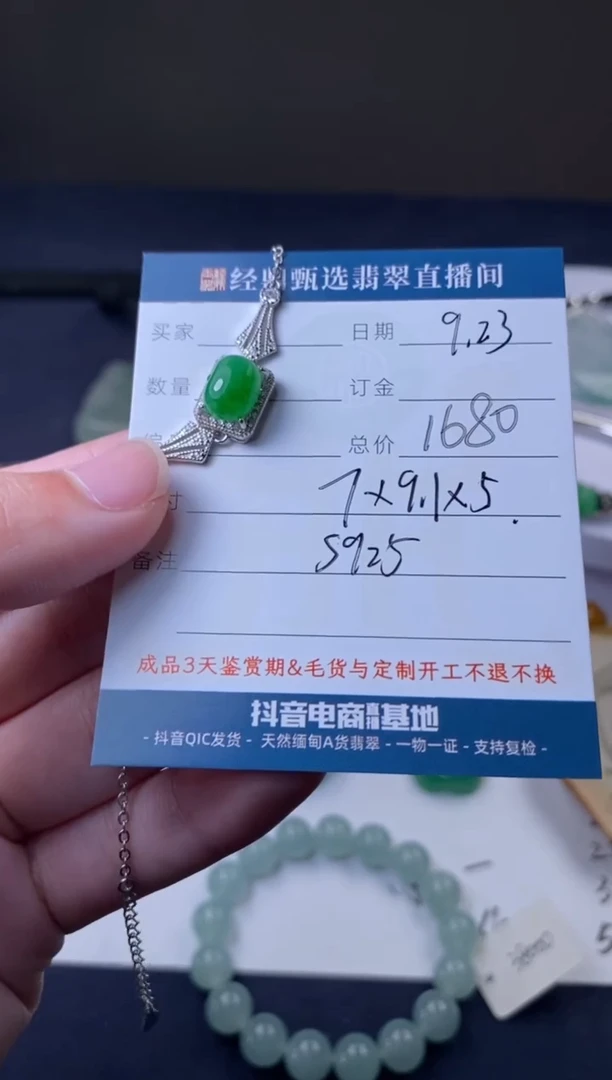 经典甄选翡翠直播间
买家 日期 9.23
数量 订金
总价 1680
寸 7×9.1×5
备注 S925
成品3天鉴赏期&毛货与定制开工不退不换
抖音电商直播基地
- 抖音QIC发货 - 天然缅甸A货翡翠 - 一物一证 - 支持复检 -